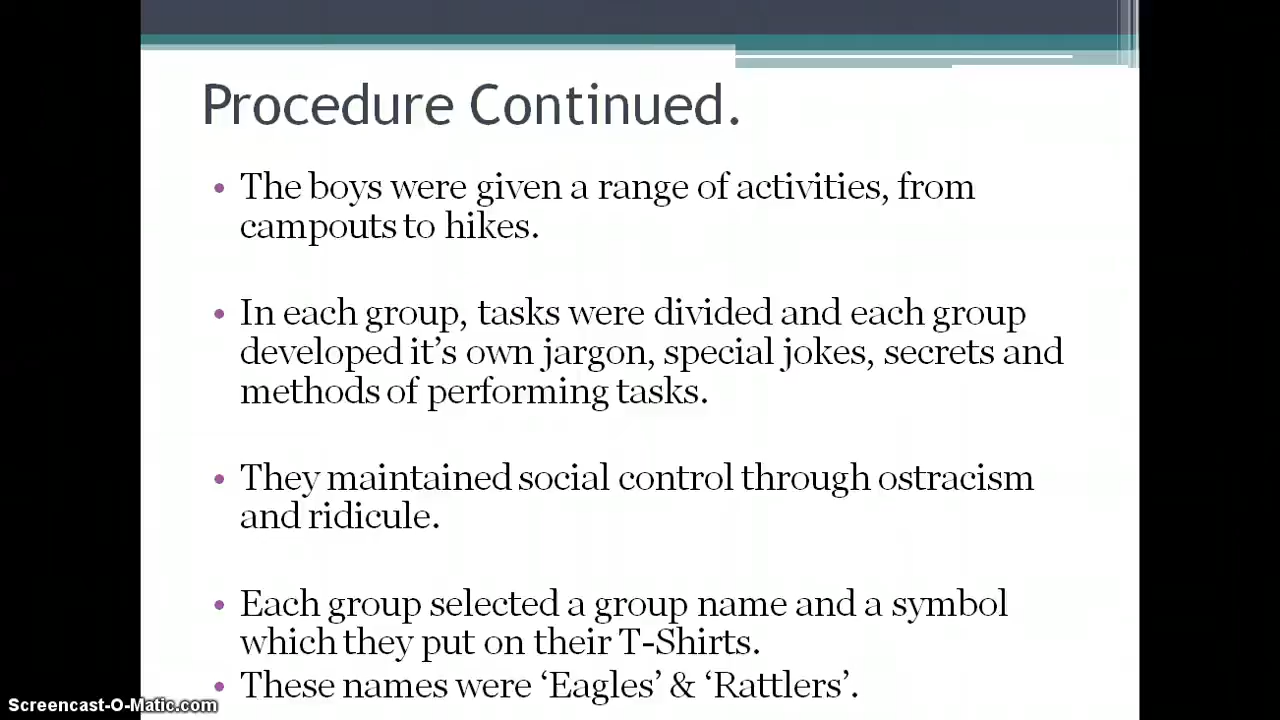 Procedure Continued.
• The boys were given a range of activities, from
campouts to hikes.
• In each group, tasks were divided and each group
developed it’s own jargon, special jokes, secrets and
methods of performing tasks.
• They maintained social control through ostracism
and ridicule.
• Each group selected a group name and a symbol
which they put on their T-Shirts.
• These names were ‘Eagles’ & ‘Rattlers’.
Screencast-O-Matic.com